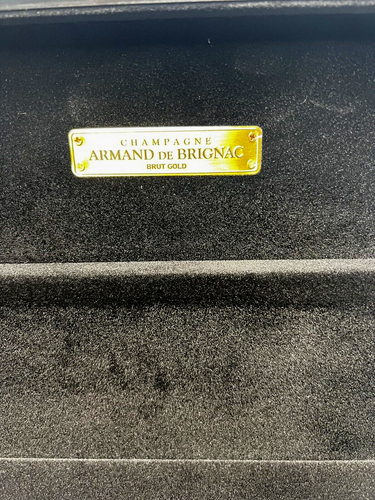 CHAMPAGNE
ARMAND DE BRIGNAC
BRUT GOLD